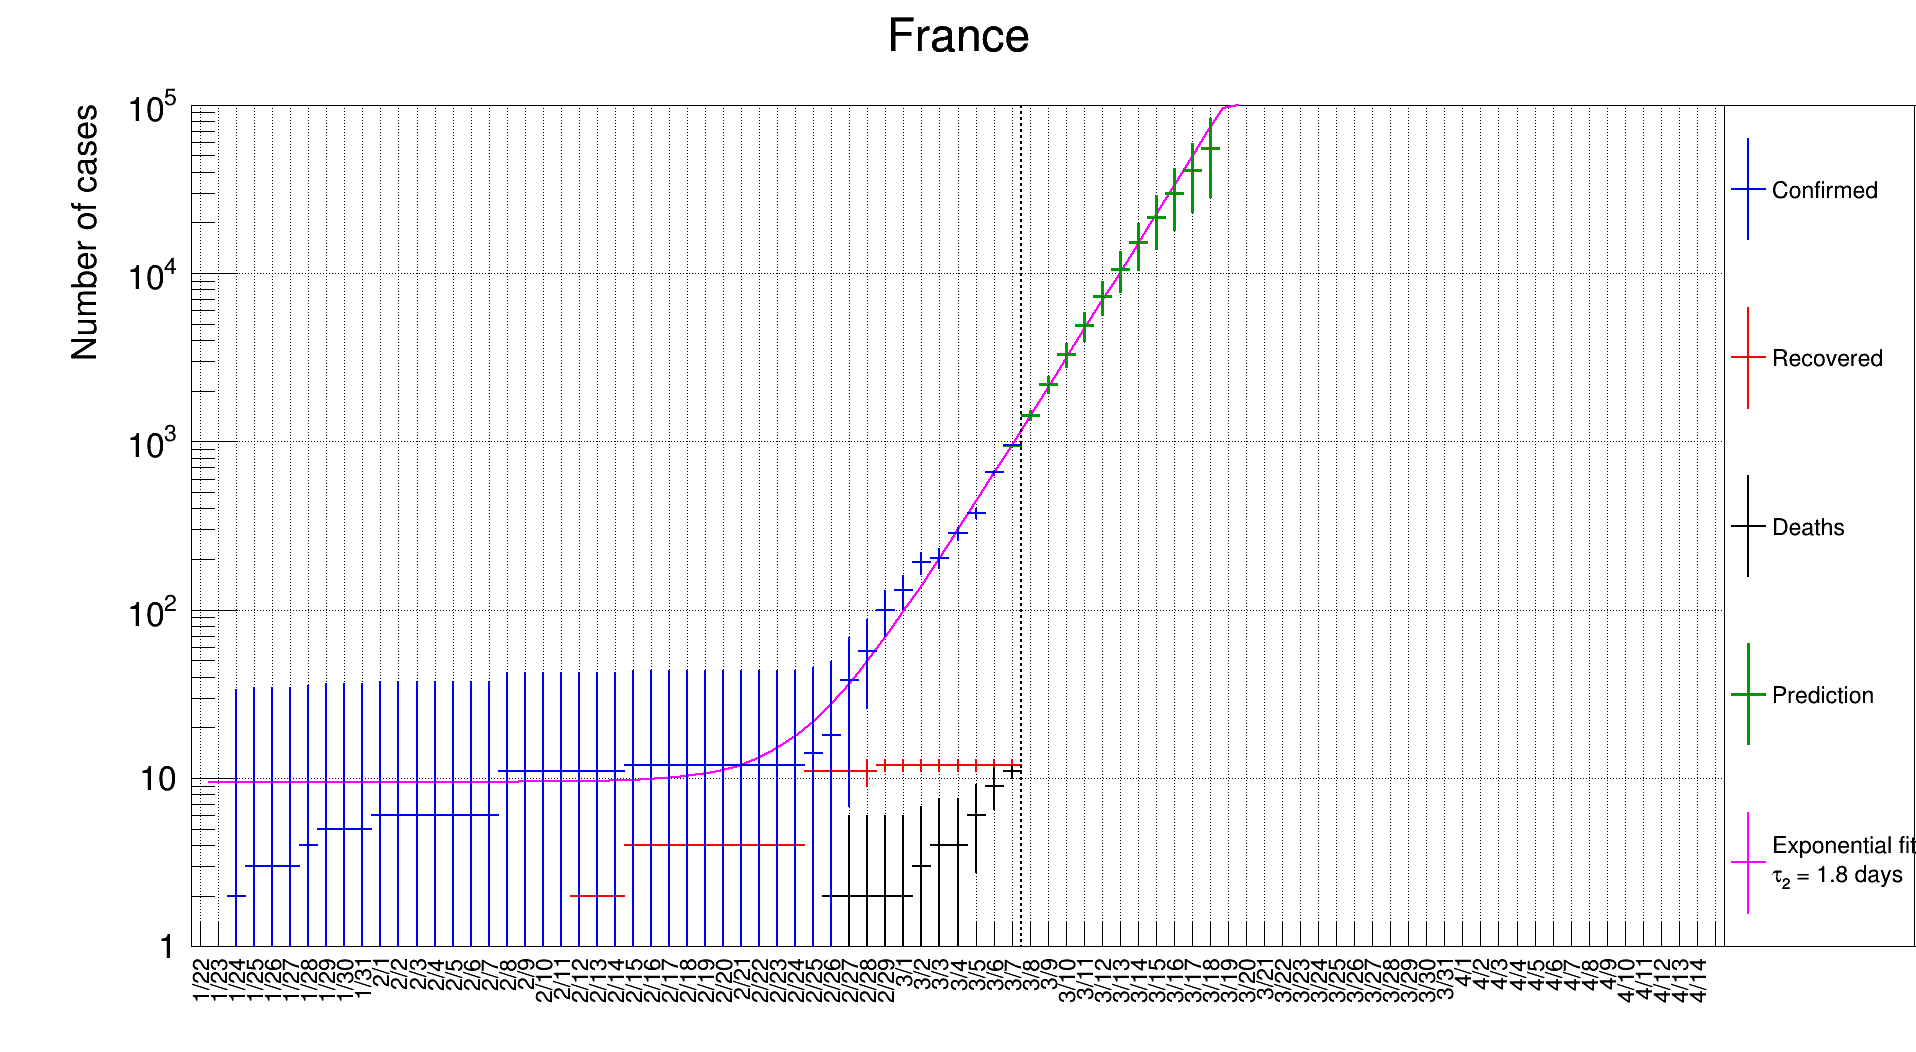 France
Number of cases
10⁵
10⁴
10³
10²
10
1
1/22 1/23 1/24 1/25 1/26 1/27 1/28 1/29 1/30 1/31 2/1 2/2 2/3 2/4 2/5 2/6 2/7 2/8 2/9 2/10 2/11 2/12 2/13 2/14 2/15 2/16 2/17 2/18 2/19 2/20 2/21 2/22 2/23 2/24 2/25 2/26 2/27 2/28 2/29 3/1 3/2 3/3 3/4 3/5 3/6 3/7 3/8 3/9 3/10 3/11 3/12 3/13 3/14 3/15 3/16 3/17 3/18 3/19 3/20 3/21 3/22 3/23 3/24 3/25 3/26 3/27 3/28 3/29 3/30 3/31 4/1 4/2 4/3 4/4 4/5 4/6 4/7 4/8 4/9 4/10 4/11 4/12 4/13 4/14
Confirmed
Recovered
Deaths
Prediction
Exponential fit
τ₂ = 1.8 days